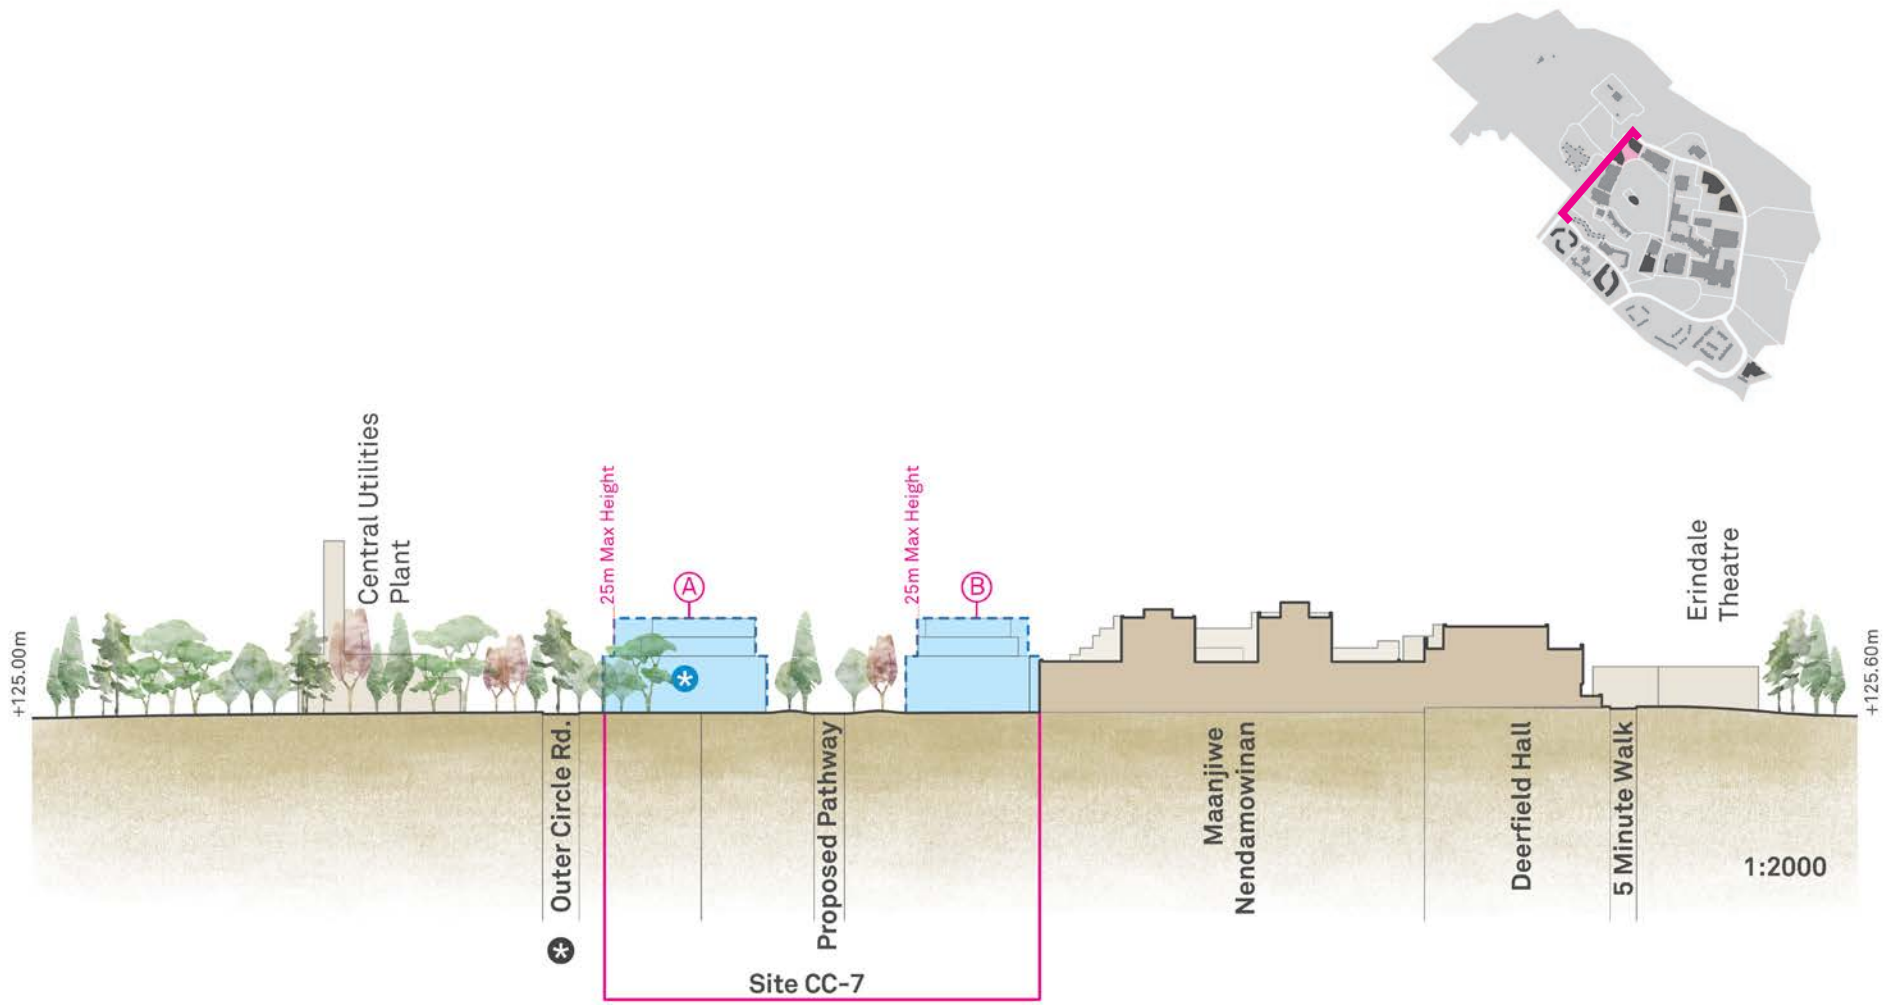 Central Utilities
Plant
25m Max Height
A
25m Max Height
B
Erindale
Theatre
+125.00m
+125.60m
*
Outer Circle Rd.
*
Proposed Pathway
Maanjiwe
Nendamowinan
Deerfield Hall
5 Minute Walk
1:2000
Site CC-7